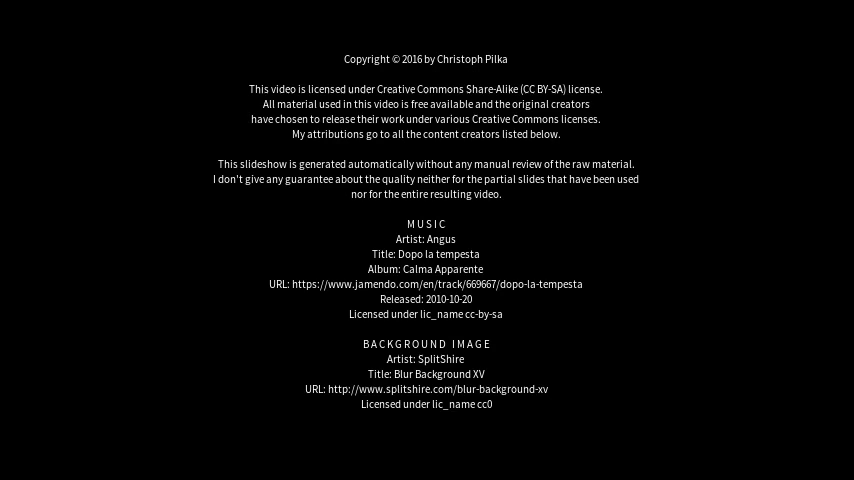 Copyright © 2016 by Christoph Pilka
This video is licensed under Creative Commons Share-Alike (CC BY-SA) license.
All material used in this video is free available and the original creators
have chosen to release their work under various Creative Commons licenses.
My attributions go to all the content creators listed below.
This slideshow is generated automatically without any manual review of the raw material.
I don't give any guarantee about the quality neither for the partial slides that have been used
nor for the entire resulting video.
MUSIC
Artist: Angus
Title: Dopo la tempesta
Album: Calma Apparente
URL: https://www.jamendo.com/en/track/669667/dopo-la-tempesta
Released: 2010-10-20
Licensed under lic_name cc-by-sa
BACKGROUND IMAGE
Artist: SplitShire
Title: Blur Background XV
URL: http://www.splitshire.com/blur-background-xv
Licensed under lic_name cc0